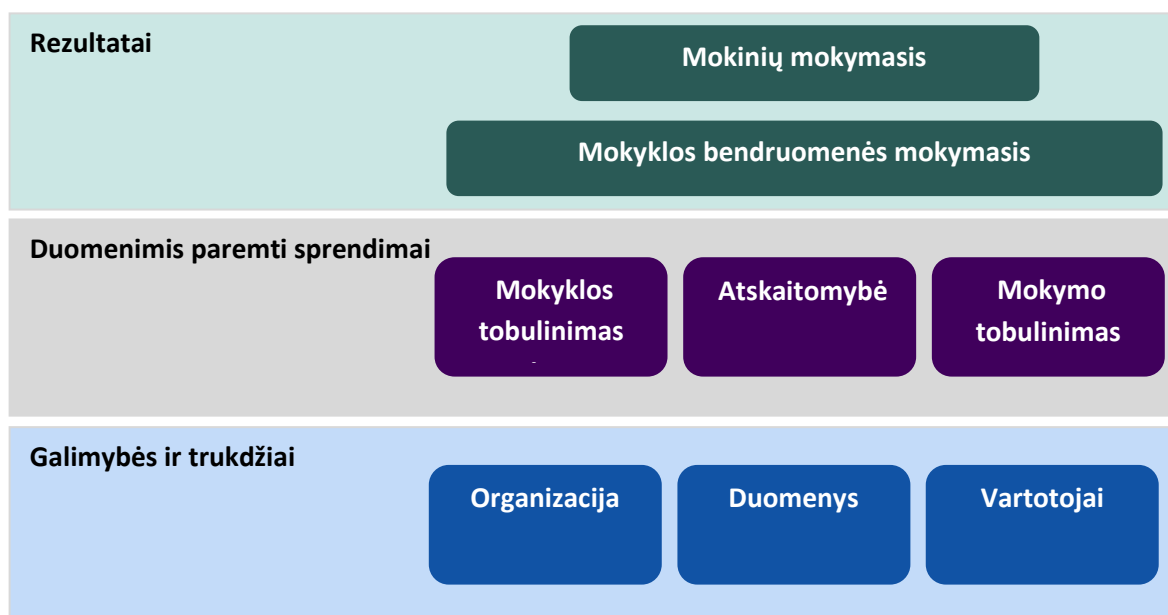 Rezultatai
Mokinių mokymasis
Mokyklos bendruomenės mokymasis
Duomenimis paremti sprendimai
Mokyklos
tobulinimas
Atskaitomybė
Mokymo
tobulinimas
Galimybės ir trukdžiai
Organizacija
Duomenys
Vartotojai